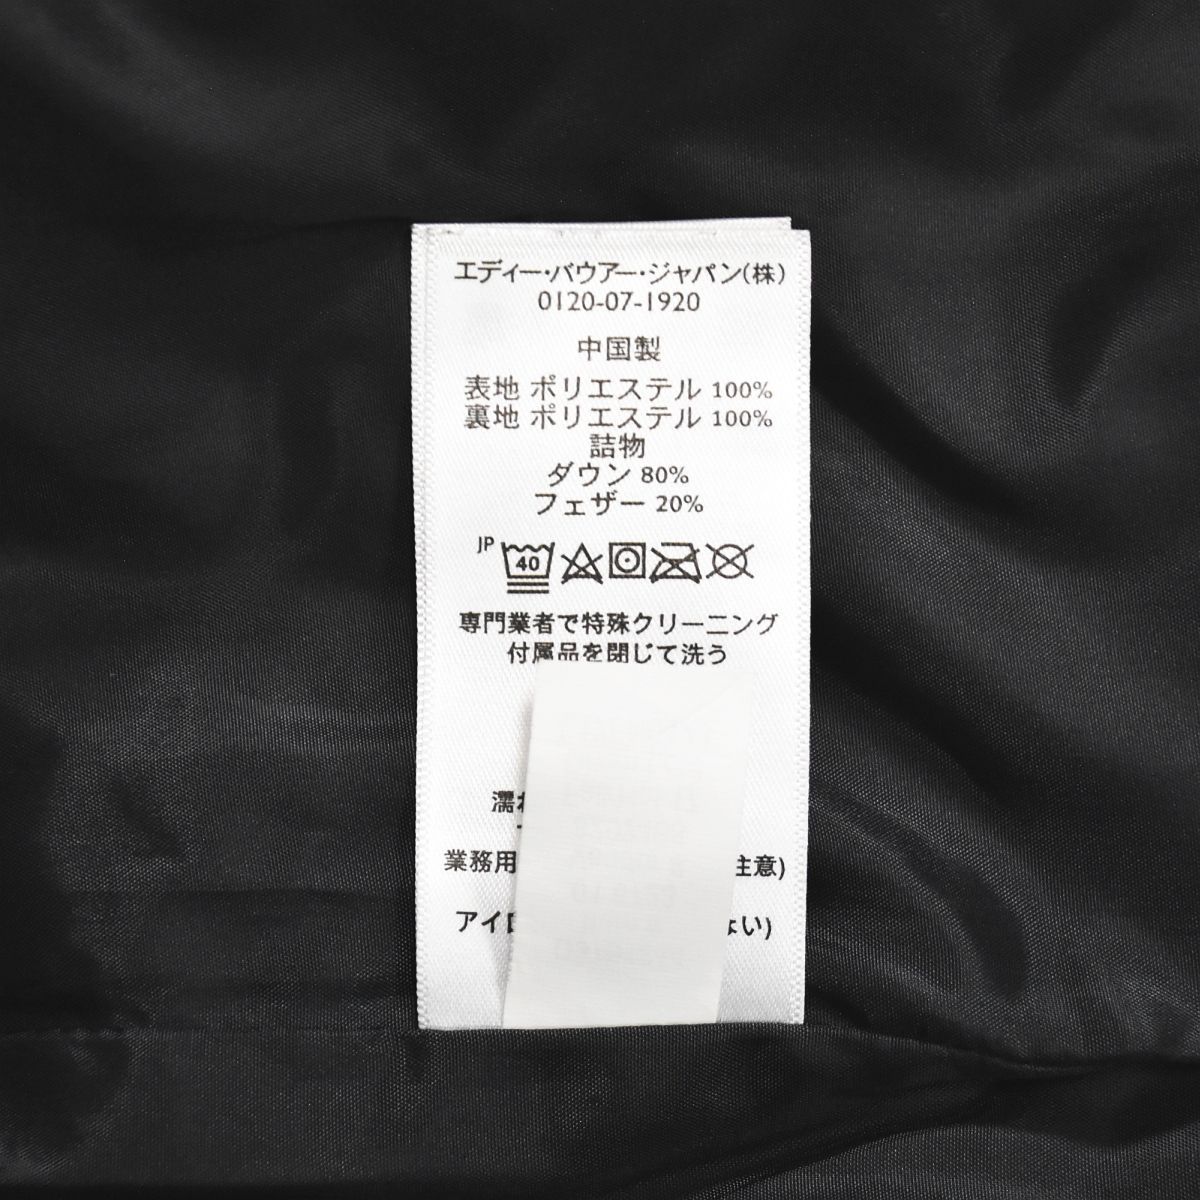 エディー・バウアー・ジャパン(株)
0120-07-1920
中国製
表地 ポリエステル 100%
裏地 ポリエステル 100%
詰物
ダウン 80%
フェザー 20%
JP
40
専門業者で特殊クリーニング
付属品を閉じて洗う
濡れ
業務用 注意)
アイロ ない)